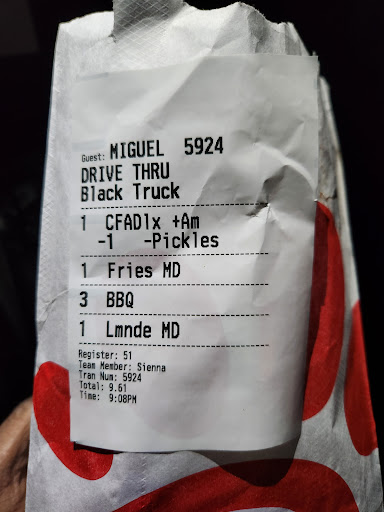 Guest: MIGUEL 5924
DRIVE THRU
Black Truck
1 CFADlx +Am
-1 -Pickles
1 Fries MD
3 BBQ
1 Lmnde MD
Register: 51
Team Member: Sienna
Tran Num: 5924
Total: 9.61
Time: 9:08PM